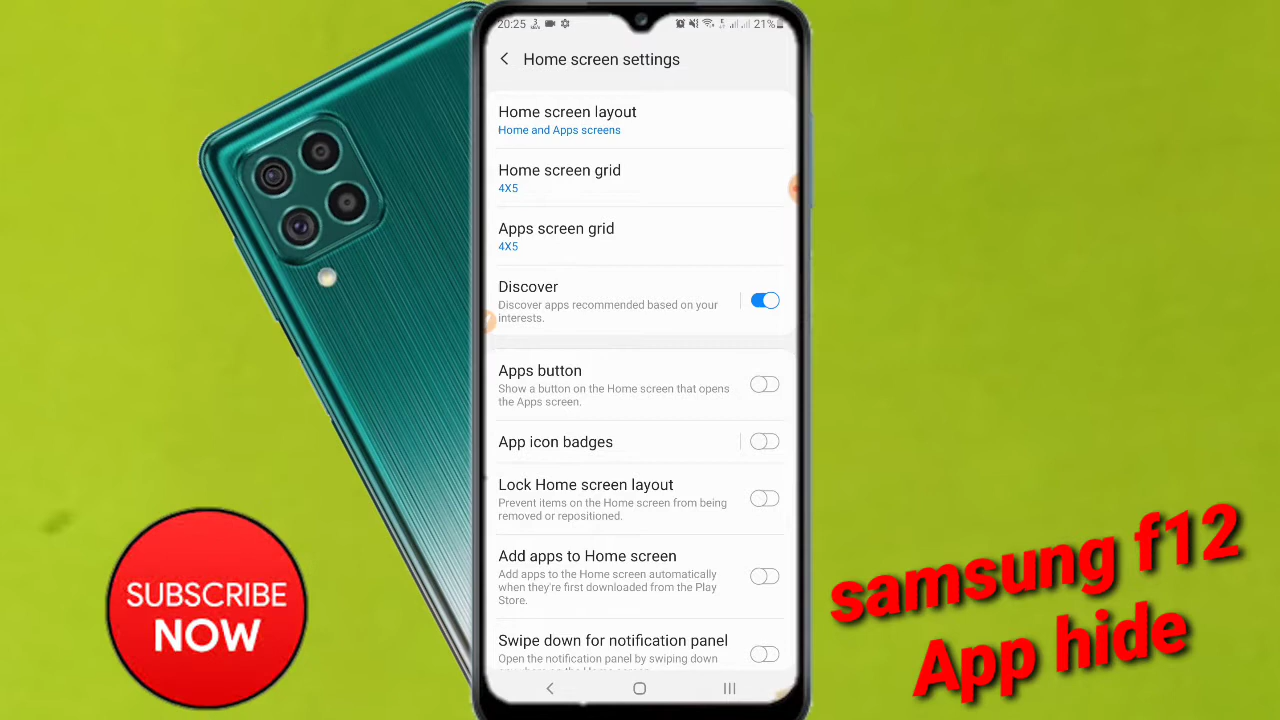 20:25
21%
Home screen settings
Home screen layout
Home and Apps screens
Home screen grid
4X5
Apps screen grid
4X5
Discover
Discover apps recommended based on your
interests.
Apps button
Show a button on the Home screen that opens
the Apps screen.
App icon badges
Lock Home screen layout
Prevent items on the Home screen from being
removed or repositioned.
Add apps to Home screen
Add apps to the Home screen automatically
when they're first downloaded from the Play
Store.
Swipe down for notification panel
Open the notification panel by swiping down
SUBSCRIBE
NOW
samsung f12
App hide